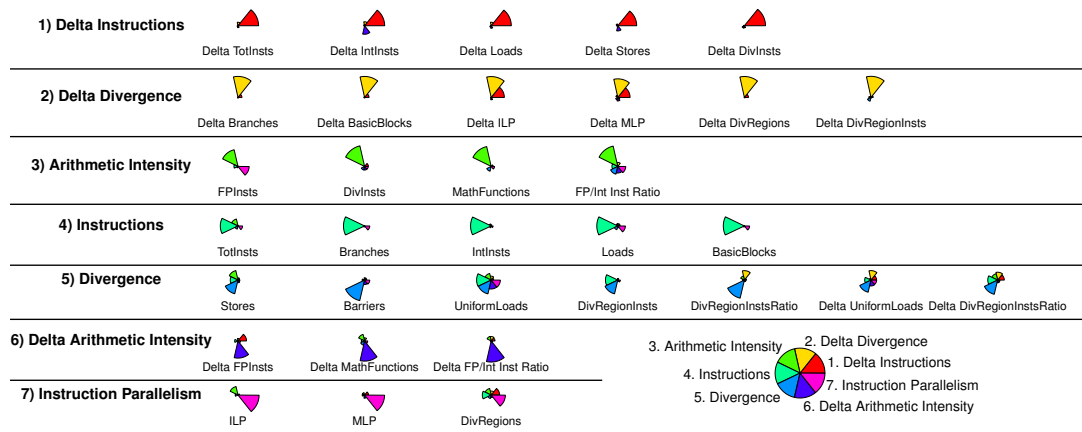 1) Delta Instructions
Delta TotInsts Delta IntInsts Delta Loads Delta Stores Delta DivInsts
2) Delta Divergence
Delta Branches Delta BasicBlocks Delta ILP Delta MLP Delta DivRegions Delta DivRegionInsts
3) Arithmetic Intensity
FPInsts DivInsts MathFunctions FP/Int Inst Ratio
4) Instructions
TotInsts Branches IntInsts Loads BasicBlocks
5) Divergence
Stores Barriers UniformLoads DivRegionInsts DivRegionInstsRatio Delta UniformLoads Delta DivRegionInstsRatio
6) Delta Arithmetic Intensity
Delta FPInsts Delta MathFunctions Delta FP/Int Inst Ratio
7) Instruction Parallelism
ILP MLP DivRegions
2. Delta Divergence
3. Arithmetic Intensity
1. Delta Instructions
4. Instructions
7. Instruction Parallelism
5. Divergence
6. Delta Arithmetic Intensity